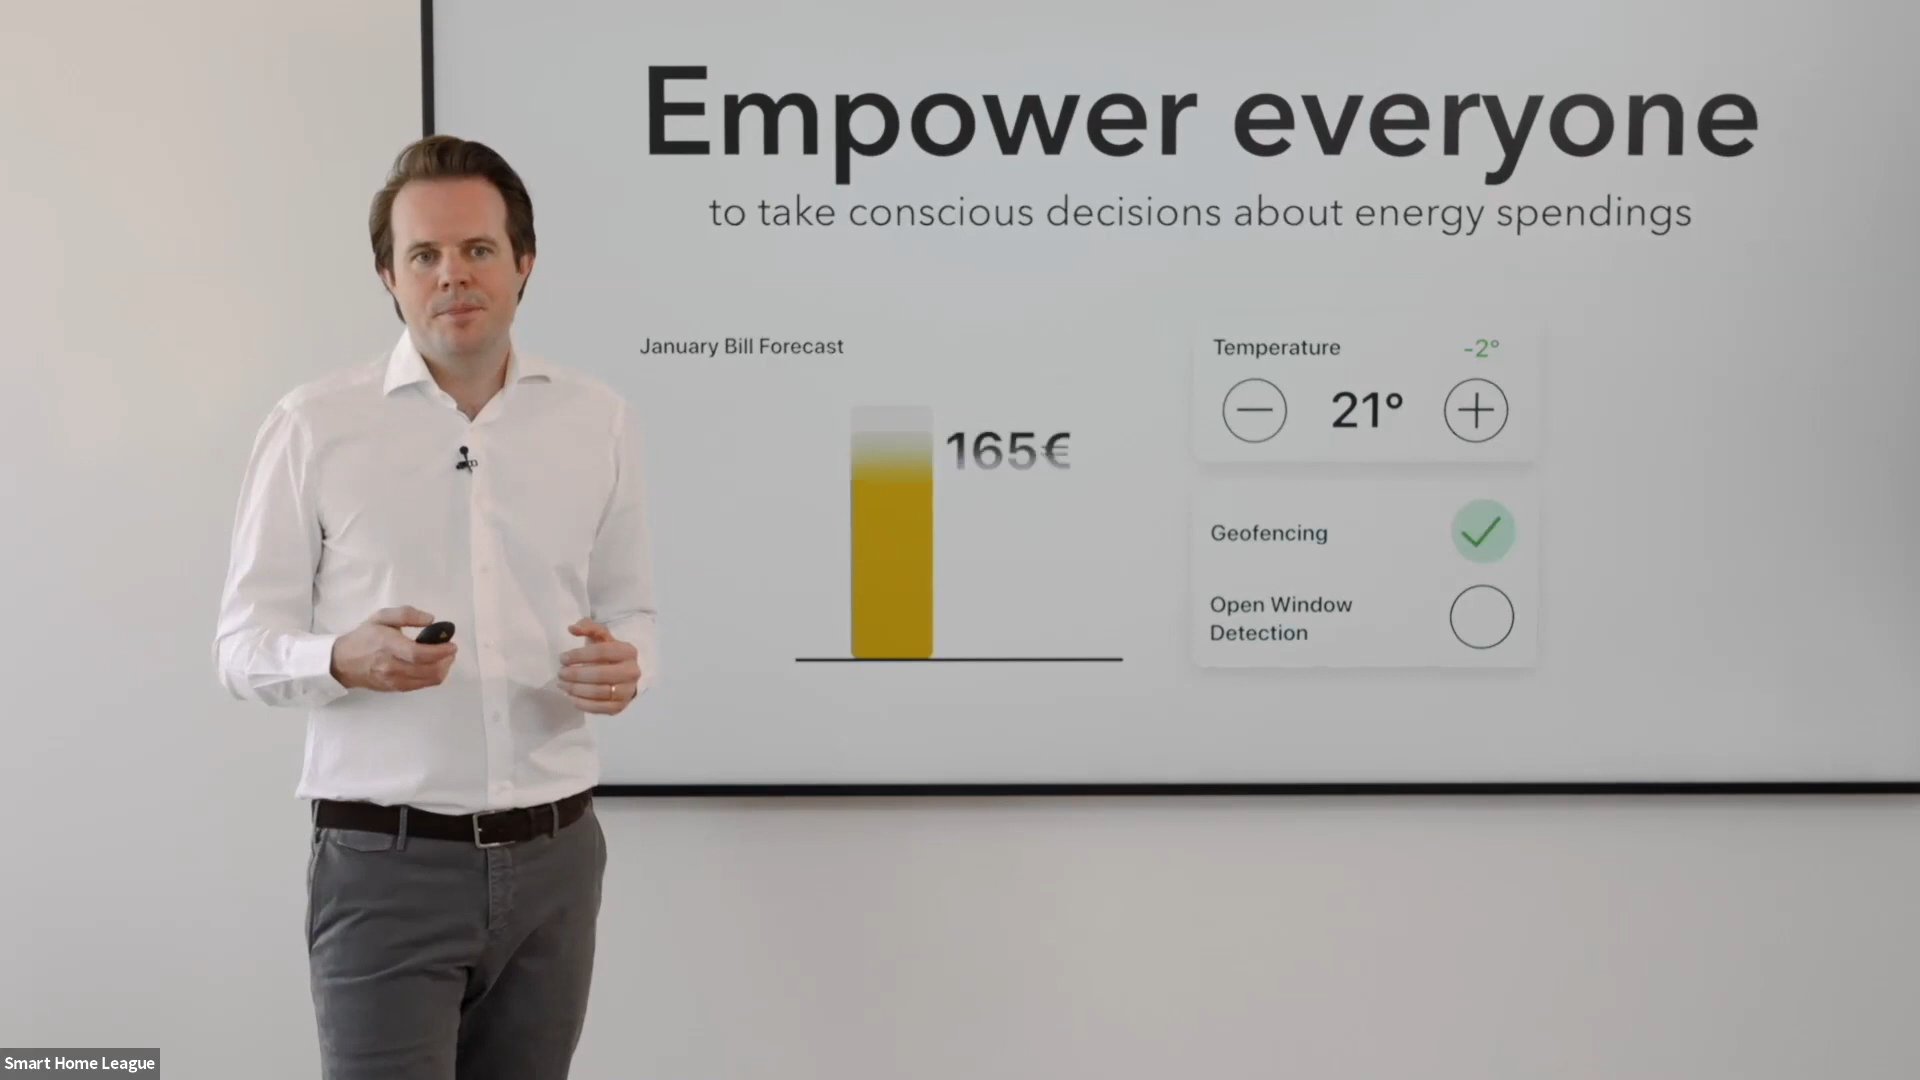 Empower everyone
to take conscious decisions about energy spendings
January Bill Forecast
165€
Temperature
-2°
21°
Geofencing
Open Window
Detection
Smart Home League